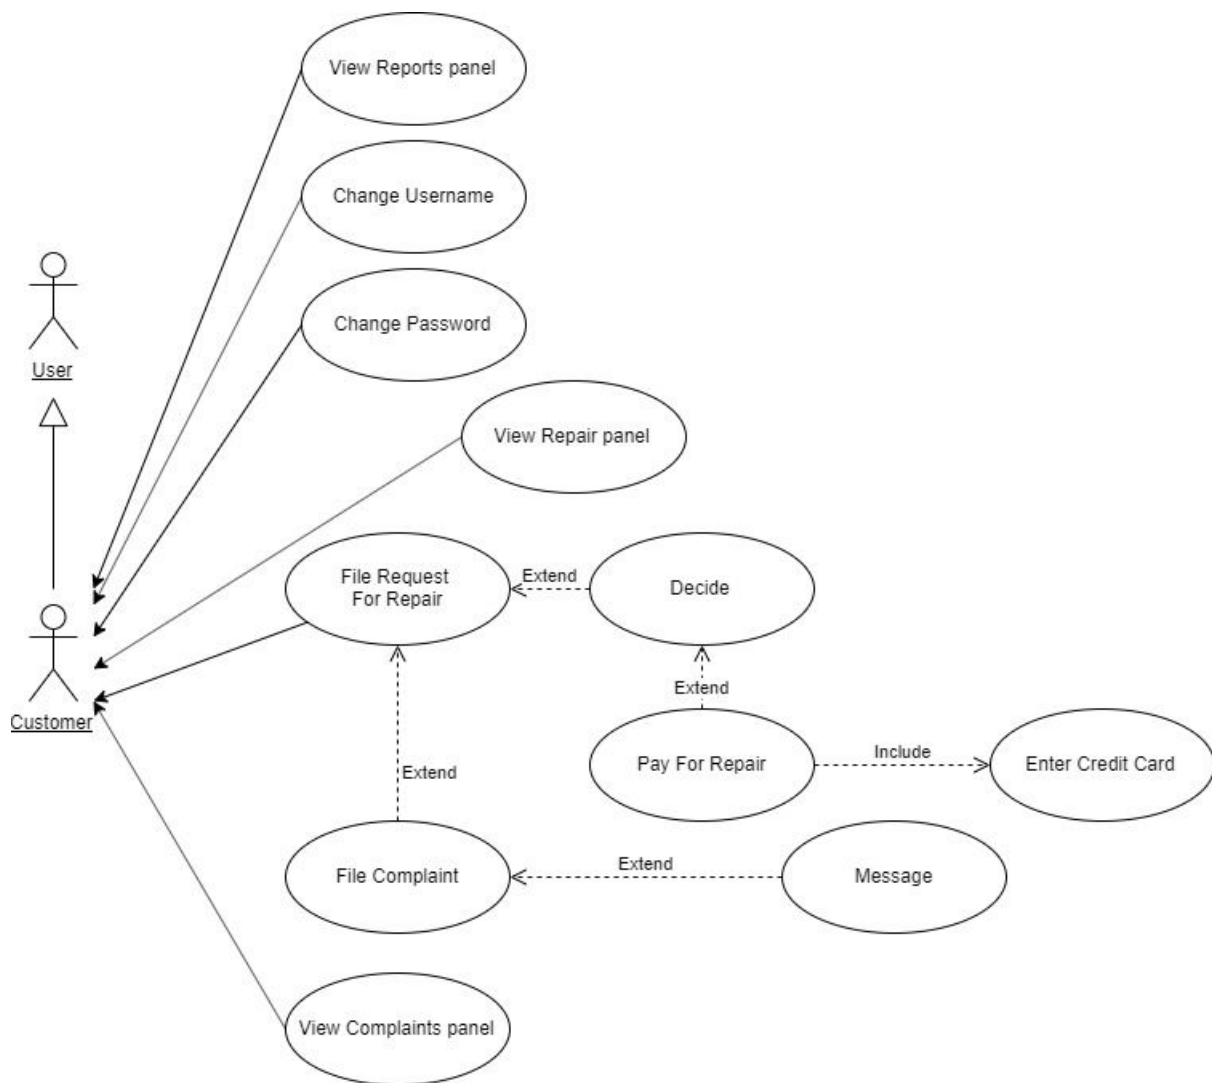 View Reports panel
Change Username
Change Password
User
View Repair panel
File Request
For Repair
Extend
Decide
Extend
Customer
Pay For Repair
Include
Enter Credit Card
Extend
File Complaint
Extend
Message
View Complaints panel